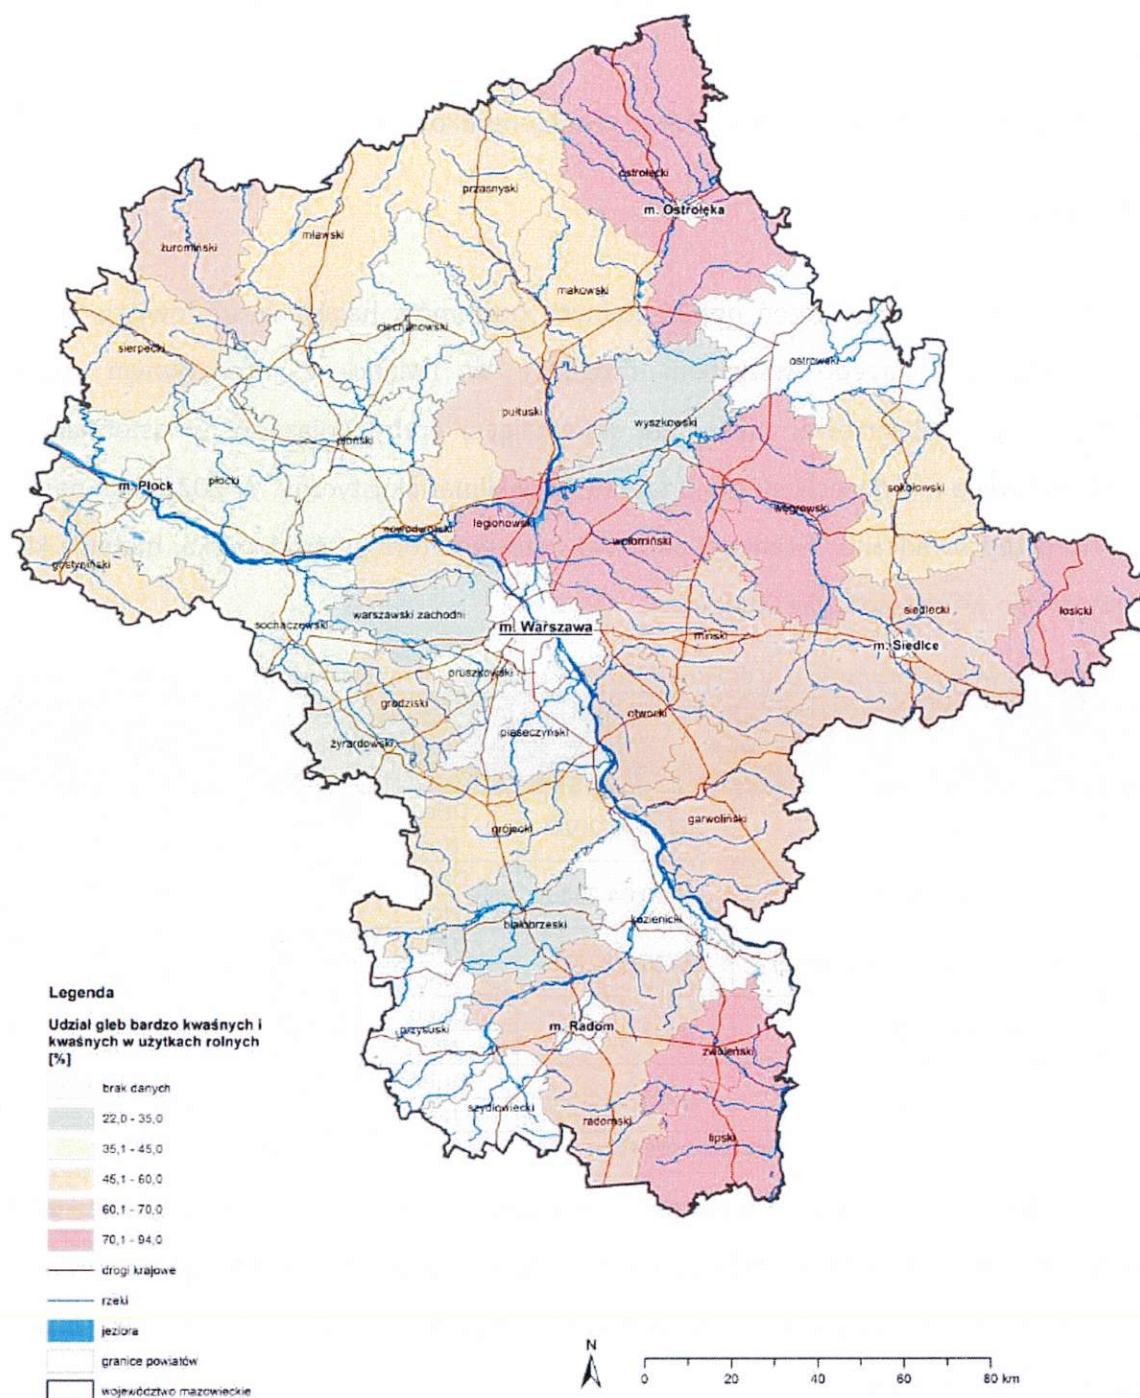 ostrołęcki
m. Ostrołęka
przasnyski
mławski
żuromiński
makowski
ciechanowski
sierpecki
ostrowski
pułtuski
wyszkowski
płoński
płocki
m. Płock
sokołowski
węgrowski
legionowski
nowodworski
wołomiński
gostyniński
siedlecki
łosicki
warszawski zachodni
sochaczewski
m. Warszawa
miński
m. Siedlce
pruszkowski
grodziski
otwocki
piaseczyński
żyrardowski
garwoliński
grójecki
kozienicki
białobrzeski
przysuski
m. Radom
zwoleński
szydłowiecki
radomski
lipski
Legenda
Udział gleb bardzo kwaśnych i
kwaśnych w użytkach rolnych
[%]
brak danych
22,0 - 35,0
35,1 - 45,0
45,1 - 60,0
60,1 - 70,0
70,1 - 94,0
drogi krajowe
rzeki
jeziora
granice powiatów
województwo mazowieckie
N
0 20 40 60 80 km